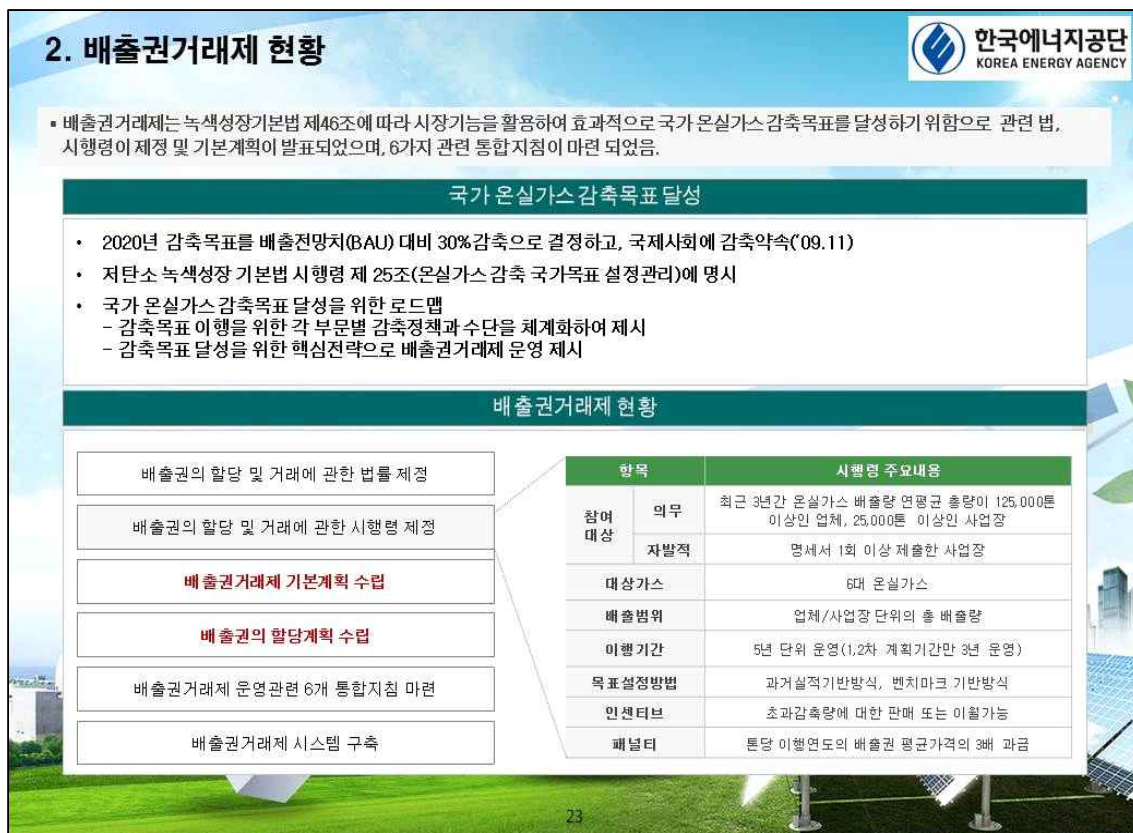 2. 배출권거래제 현황
한국에너지공단
KOREA ENERGY AGENCY
▪ 배출권거래제는 녹색성장기본법 제46조에 따라 시장기능을 활용하여 효과적으로 국가 온실가스 감축목표를 달성하기 위함으로 관련 법,
시행령이 제정 및 기본계획이 발표되었으며, 6가지 관련 통합지침이 마련 되었음.
국가 온실가스 감축목표 달성
• 2020년 감축목표를 배출전망치(BAU) 대비 30%감축으로 결정하고, 국제사회에 감축약속('09.11)
• 저탄소 녹색성장 기본법 시행령 제 25조(온실가스 감축 국가목표 설정관리)에 명시
• 국가 온실가스 감축목표 달성을 위한 로드맵
– 감축목표 이행을 위한 각 부문별 감축정책과 수단을 체계화하여 제시
– 감축목표 달성을 위한 핵심전략으로 배출권거래제 운영 제시
배출권거래제 현황
배출권의 할당 및 거래에 관한 법률 제정
배출권의 할당 및 거래에 관한 시행령 제정
배출권거래제 기본계획 수립
배출권의 할당계획 수립
배출권거래제 운영관련 6개 통합지침 마련
배출권거래제 시스템 구축
항목 시행령 주요내용
참여
대상
의무 최근 3년간 온실가스 배출량 연평균 총량이 125,000톤
이상인 업체, 25,000톤 이상인 사업장
자발적 명세서 1회 이상 제출한 사업장
대상가스 6대 온실가스
배출범위 업체/사업장 단위의 총 배출량
이행기간 5년 단위 운영(1,2차 계획기간만 3년 운영)
목표설정방법 과거실적기반방식, 벤치마크 기반방식
인센티브 초과감축량에 대한 판매 또는 이월가능
패널티 톤당 이행연도의 배출권 평균가격의 3배 과금
23